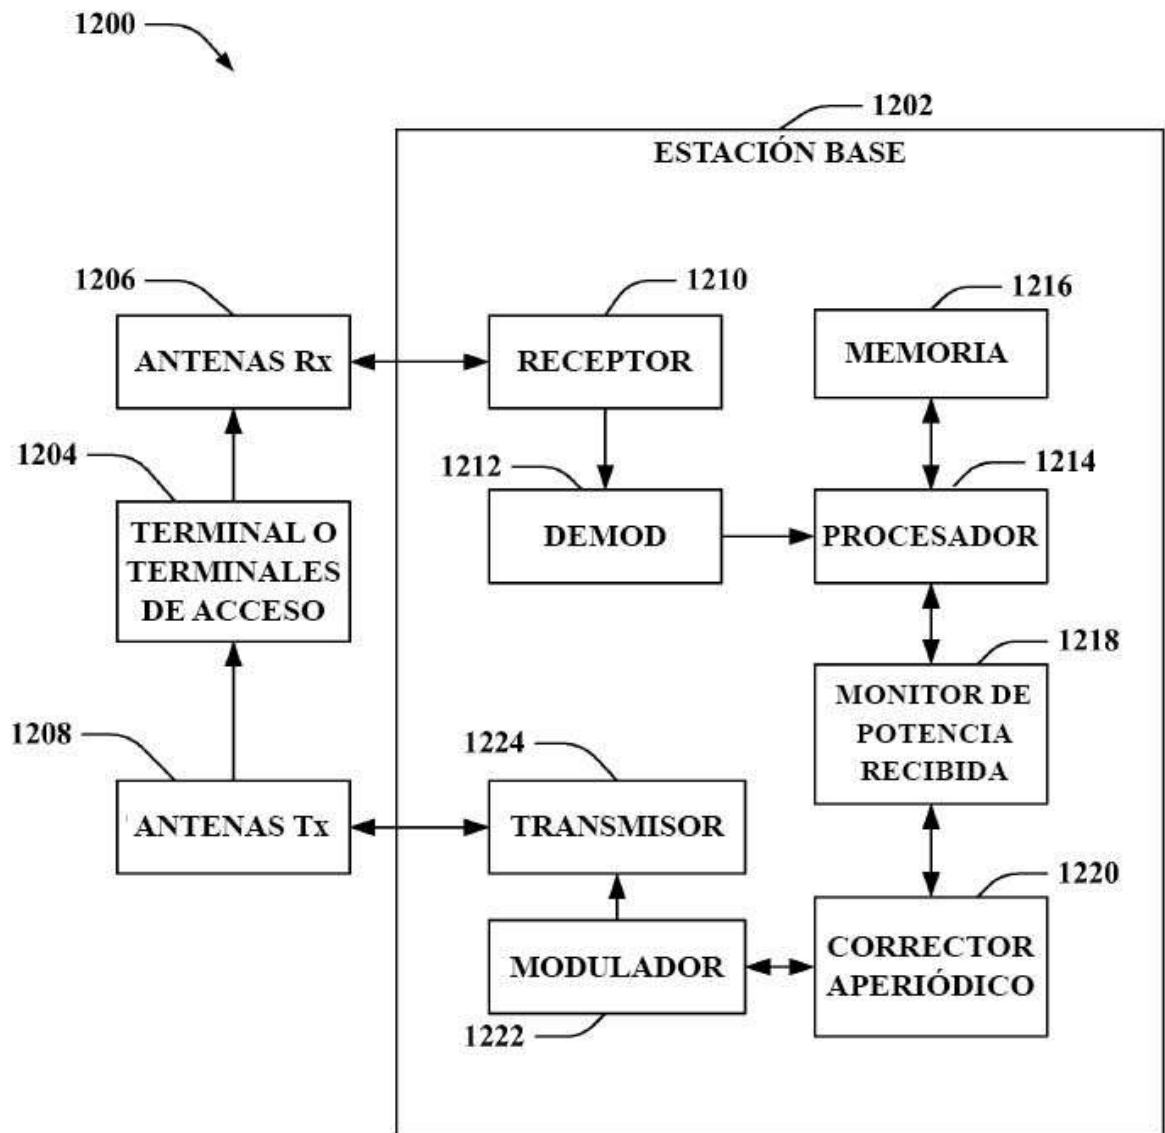 1200
1202
ESTACIÓN BASE
1206
1210
1216
ANTENAS Rx
RECEPTOR
MEMORIA
1204
1212
1214
TERMINAL O
TERMINALES
DE ACCESO
DEMOD
PROCESADOR
1218
MONITOR DE
POTENCIA
RECIBIDA
1208
1224
ANTENAS Tx
TRANSMISOR
1220
MODULADOR
CORRECTOR
APERIÓDICO
1222